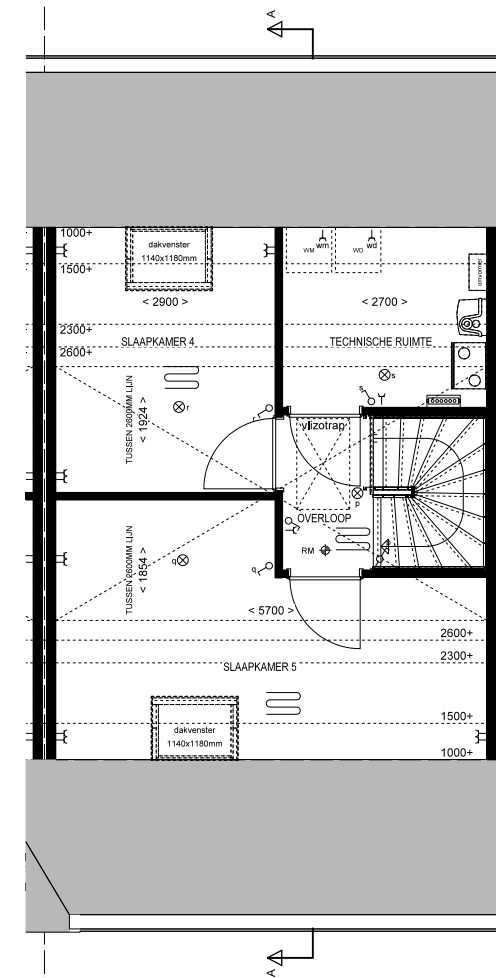 A
1000+
1500+
dakvenster
1140x1180mm
WM
wm
WD
wd
omvormer
< 2900 >
< 2700 >
2300+
2600+
SLAAPKAMER 4
TECHNISCHE RUIMTE
s
s
r
r
TUSSEN 2600MM LIJN
< 1924 >
vlizotrap
p
OVERLOOP
RM
q
q
TUSSEN 2600MM LIJN
< 1854 >
< 5700 >
2600+
2300+
SLAAPKAMER 5
1500+
dakvenster
1140x1180mm
1000+
A